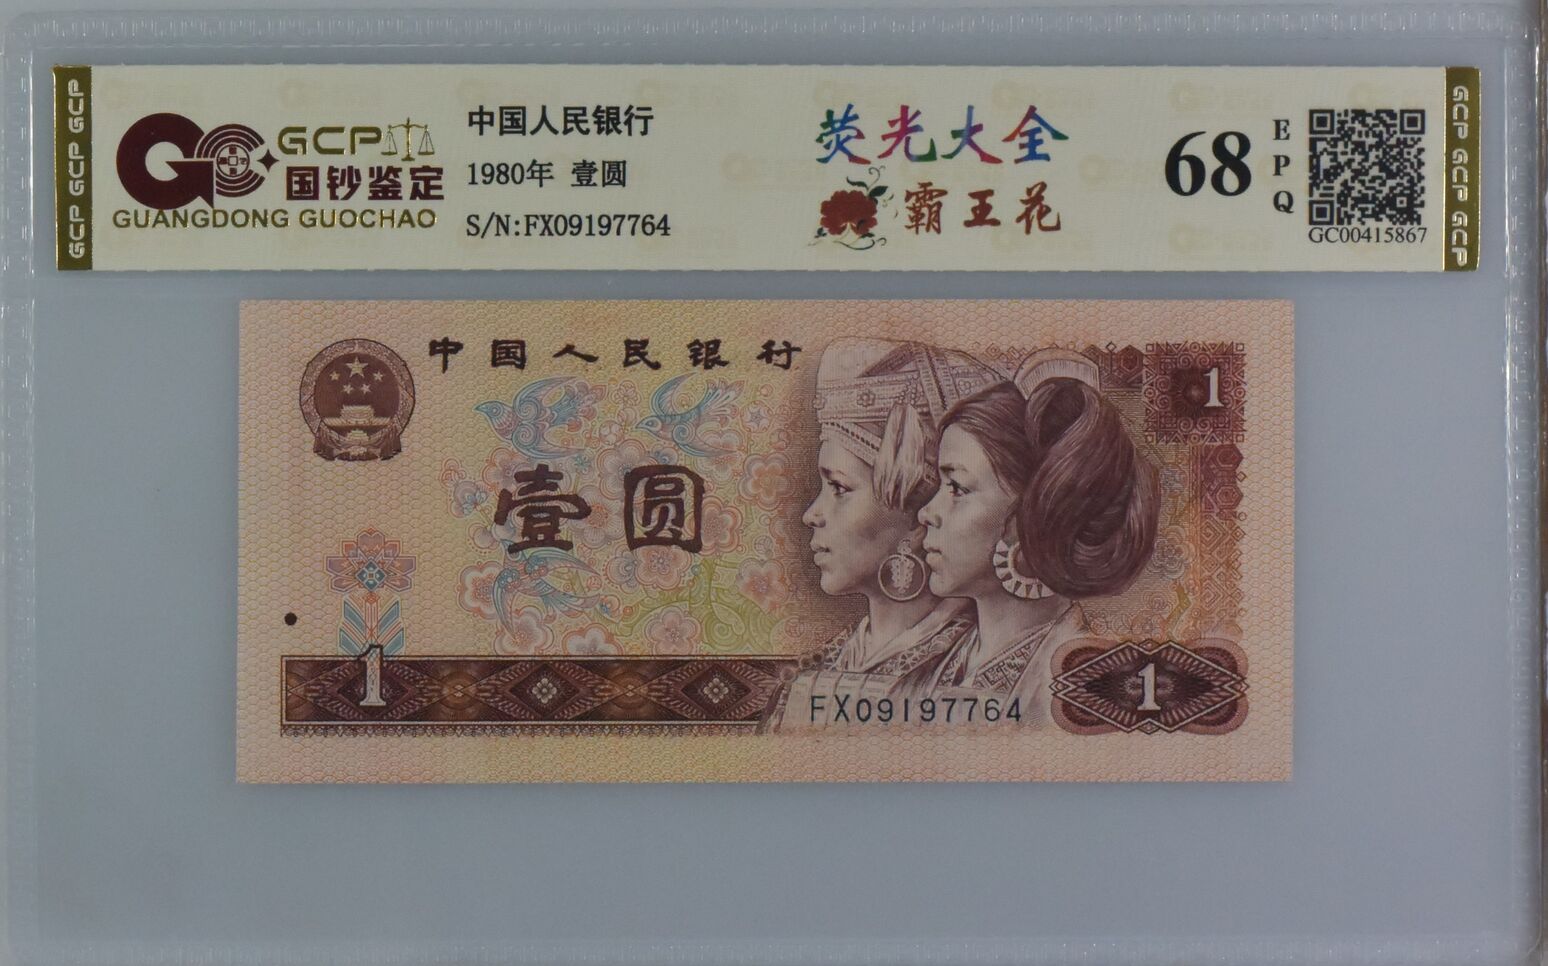 GCP GCP GCP
GCP
国钞鉴定
GUANGDONG GUOCHAO
中国人民银行
1980年 壹圆
S/N:FX09197764
荧光大全
霸王花
68
EPQ
GC00415867
GCP GCP GCP
中国人民银行
1
壹圆
1
FX09197764
1